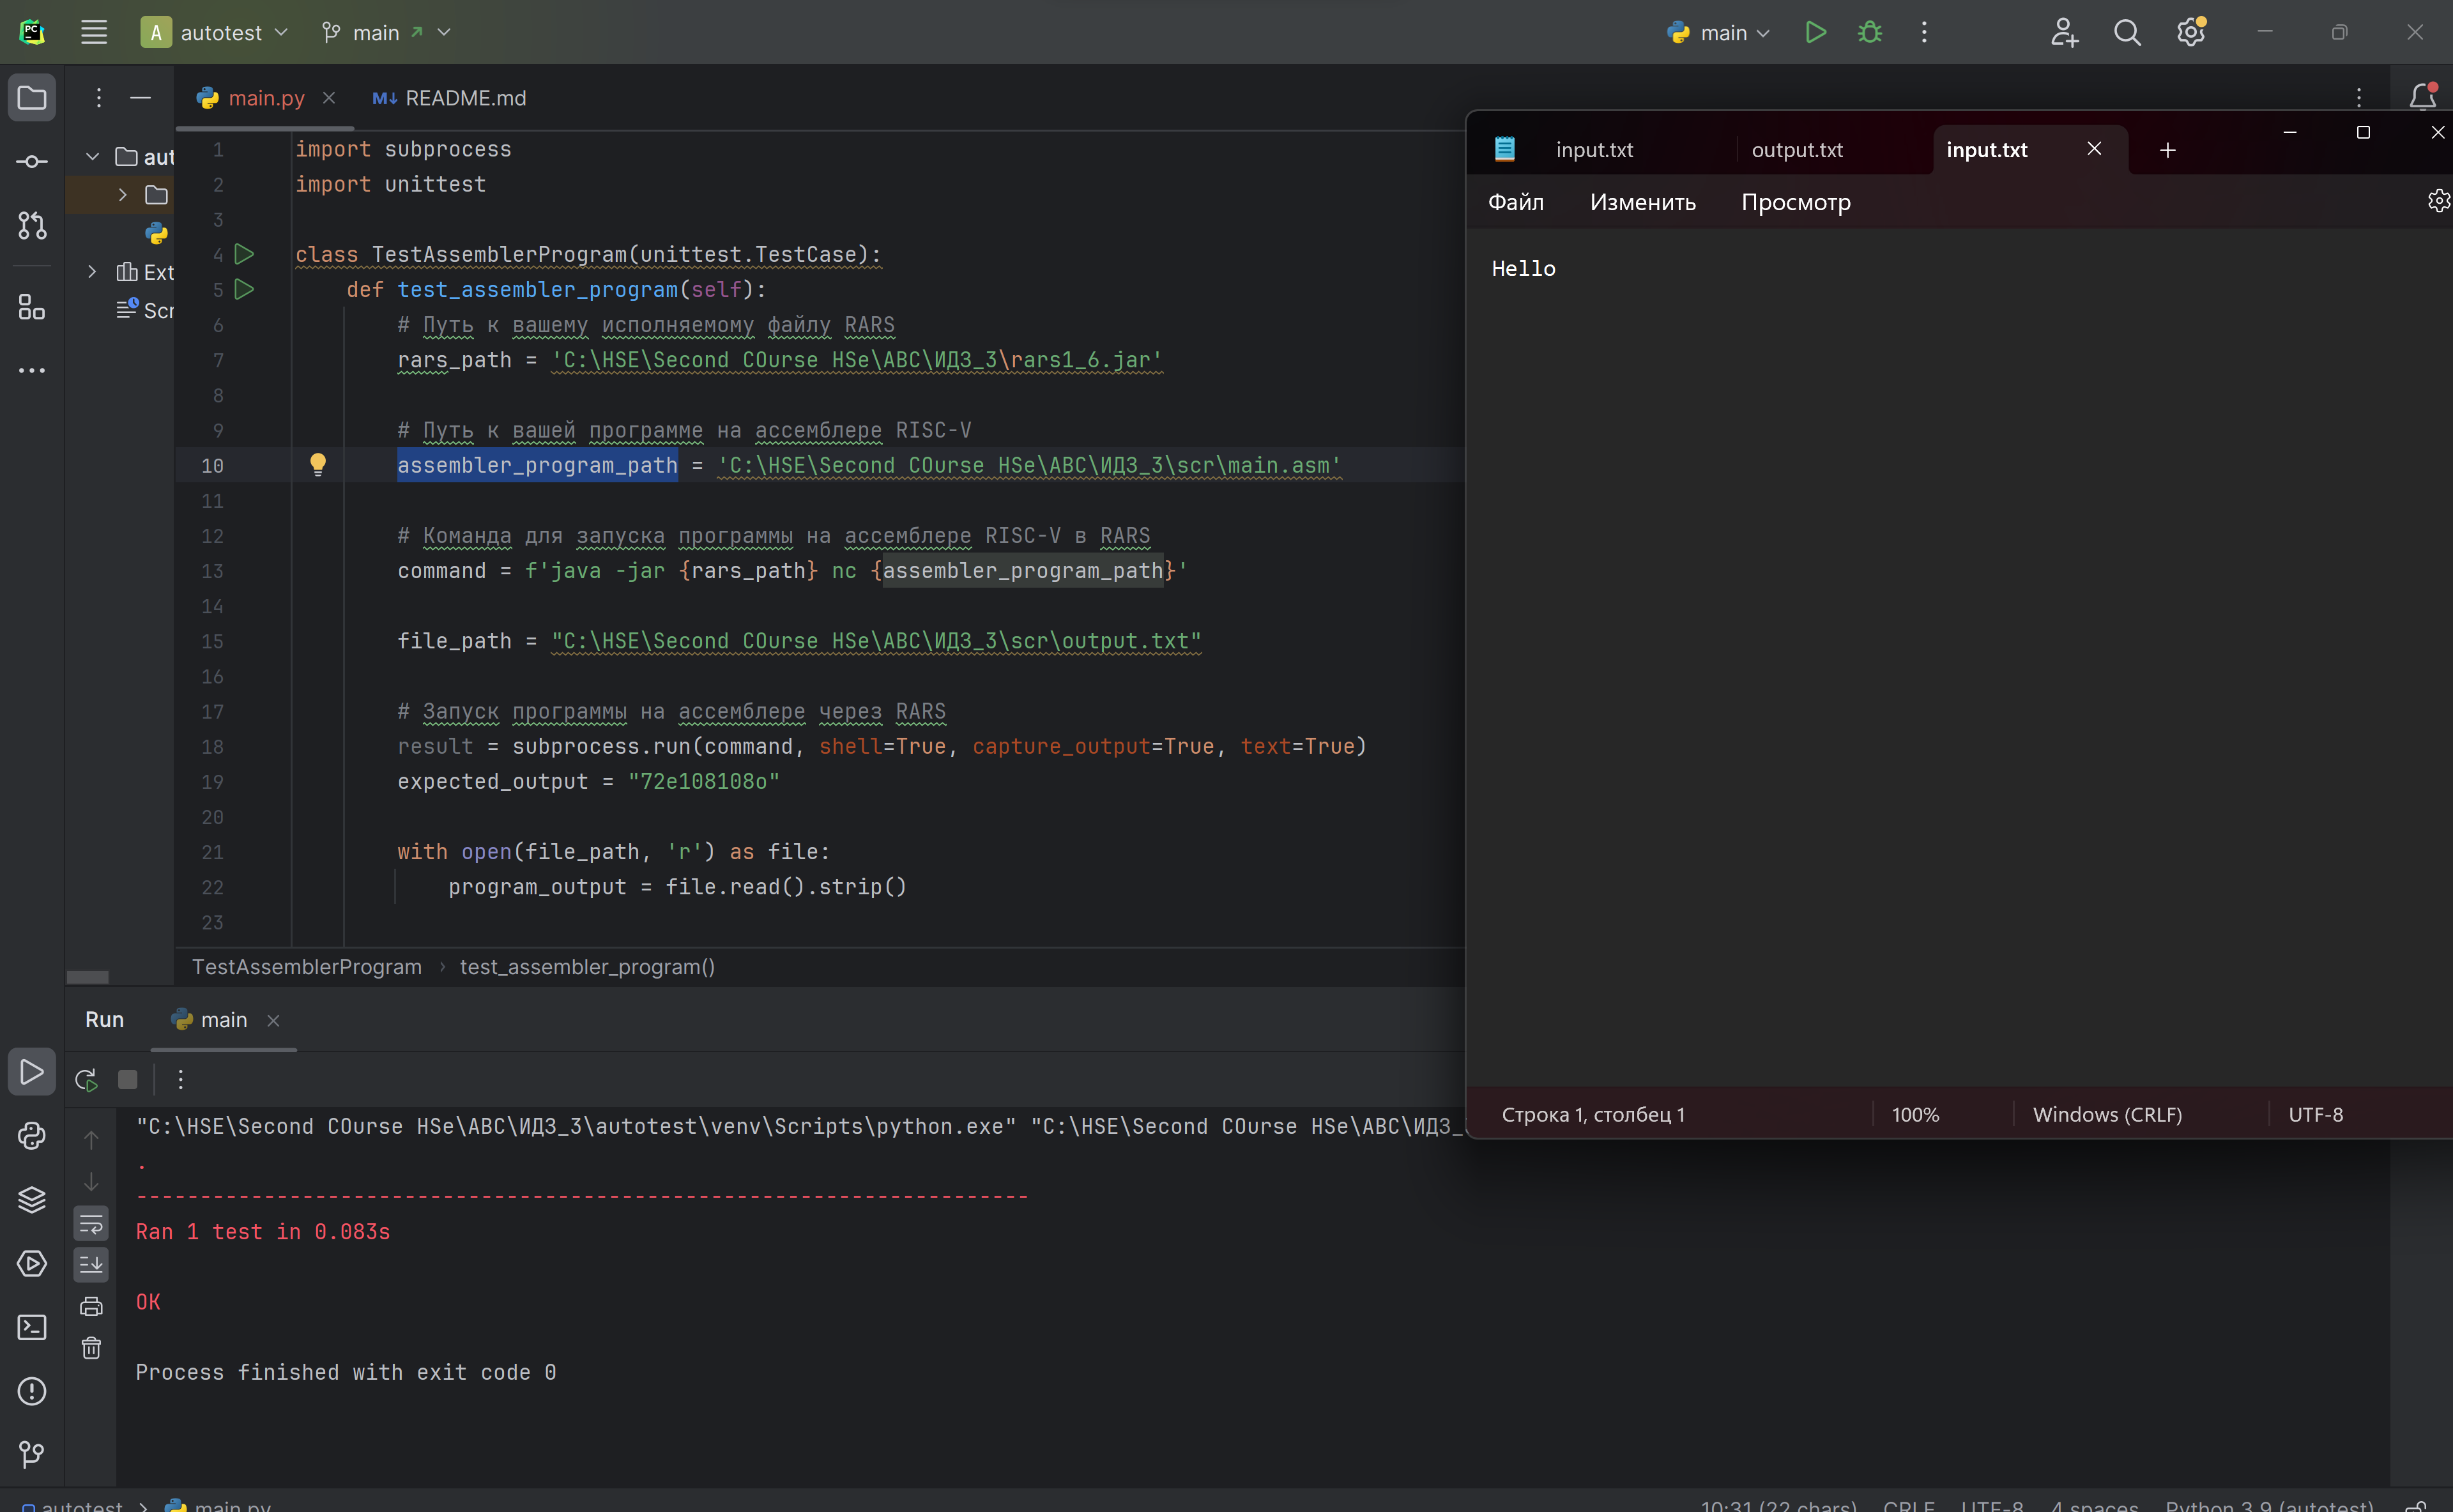 A autotest main main
main.py README.md
aut
Ext
Scr
1 import subprocess
2 import unittest
3
4 class TestAssemblerProgram(unittest.TestCase):
5 def test_assembler_program(self):
6 # Путь к вашему исполняемому файлу RARS
7 rars_path = 'C:\HSE\Second COurse HSe\ABC\ИДЗ_3\rars1_6.jar'
8
9 # Путь к вашей программе на ассемблере RISC-V
10 assembler_program_path = 'C:\HSE\Second COurse HSe\ABC\ИДЗ_3\scr\main.asm'
11
12 # Команда для запуска программы на ассемблере RISC-V в RARS
13 command = f'java -jar {rars_path} nc {assembler_program_path}'
14
15 file_path = "C:\HSE\Second COurse HSe\ABC\ИДЗ_3\scr\output.txt"
16
17 # Запуск программы на ассемблере через RARS
18 result = subprocess.run(command, shell=True, capture_output=True, text=True)
19 expected_output = "72e108108o"
20
21 with open(file_path, 'r') as file:
22 program_output = file.read().strip()
23
TestAssemblerProgram › test_assembler_program()
input.txt output.txt input.txt
Файл Изменить Просмотр
Hello
Строка 1, столбец 1 100% Windows (CRLF) UTF-8
Run main
"C:\HSE\Second COurse HSe\ABC\ИДЗ_3\autotest\venv\Scripts\python.exe" "C:\HSE\Second COurse HSe\ABC\ИДЗ_
.
----------------------------------------------------------------------
Ran 1 test in 0.083s
OK
Process finished with exit code 0
autotest › main.py 10:31 (22 chars) CRLF UTF-8 4 spaces Python 3.9 (autotest)